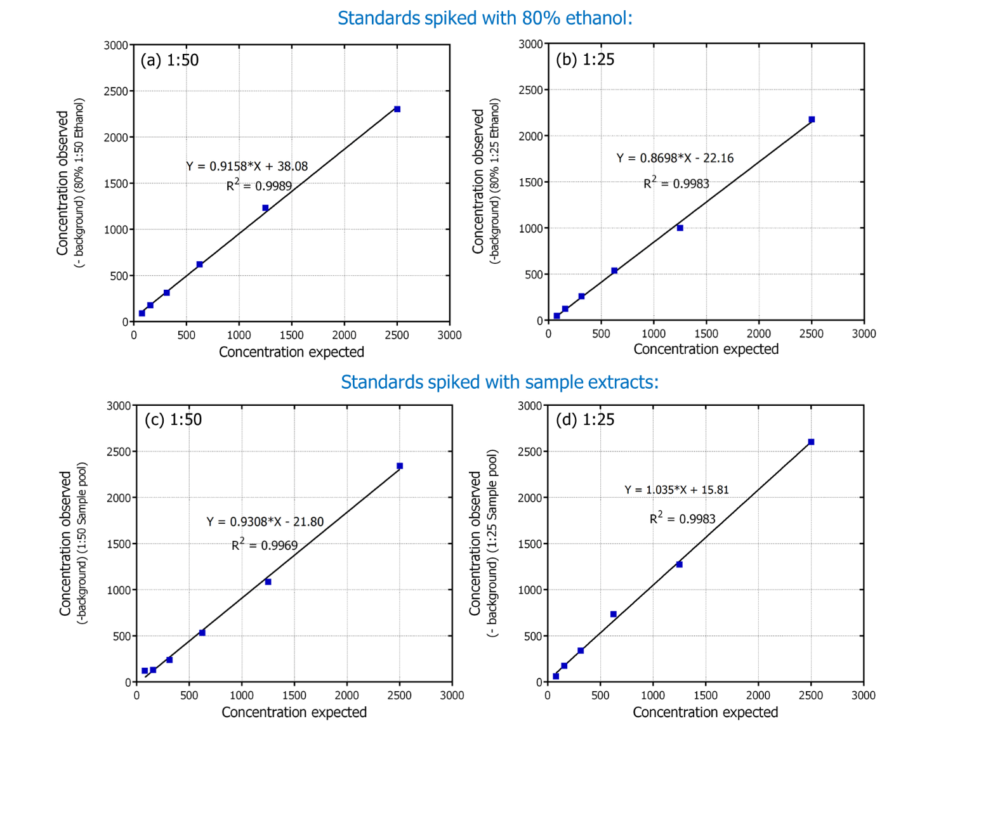 Standards spiked with 80% ethanol:
(a) 1:50
3000
2500
2000
1500
1000
500
0
Concentration observed
(- background) (80% 1:50 Ethanol)
Y = 0.9158*X + 38.08
R² = 0.9989
0 500 1000 1500 2000 2500 3000
Concentration expected
(b) 1:25
3000
2500
2000
1500
1000
500
0
Concentration observed
(-background) (80% 1:25 Ethanol)
Y = 0.8698*X - 22.16
R² = 0.9983
0 500 1000 1500 2000 2500 3000
Concentration expected
Standards spiked with sample extracts:
(c) 1:50
3000
2500
2000
1500
1000
500
0
Concentration observed
(-background) (1:50 Sample pool)
Y = 0.9308*X - 21.80
R² = 0.9969
0 500 1000 1500 2000 2500 3000
Concentration expected
(d) 1:25
3000
2500
2000
1500
1000
500
0
Concentration observed
(- background) (1:25 Sample pool)
Y = 1.035*X + 15.81
R² = 0.9983
0 500 1000 1500 2000 2500 3000
Concentration expected